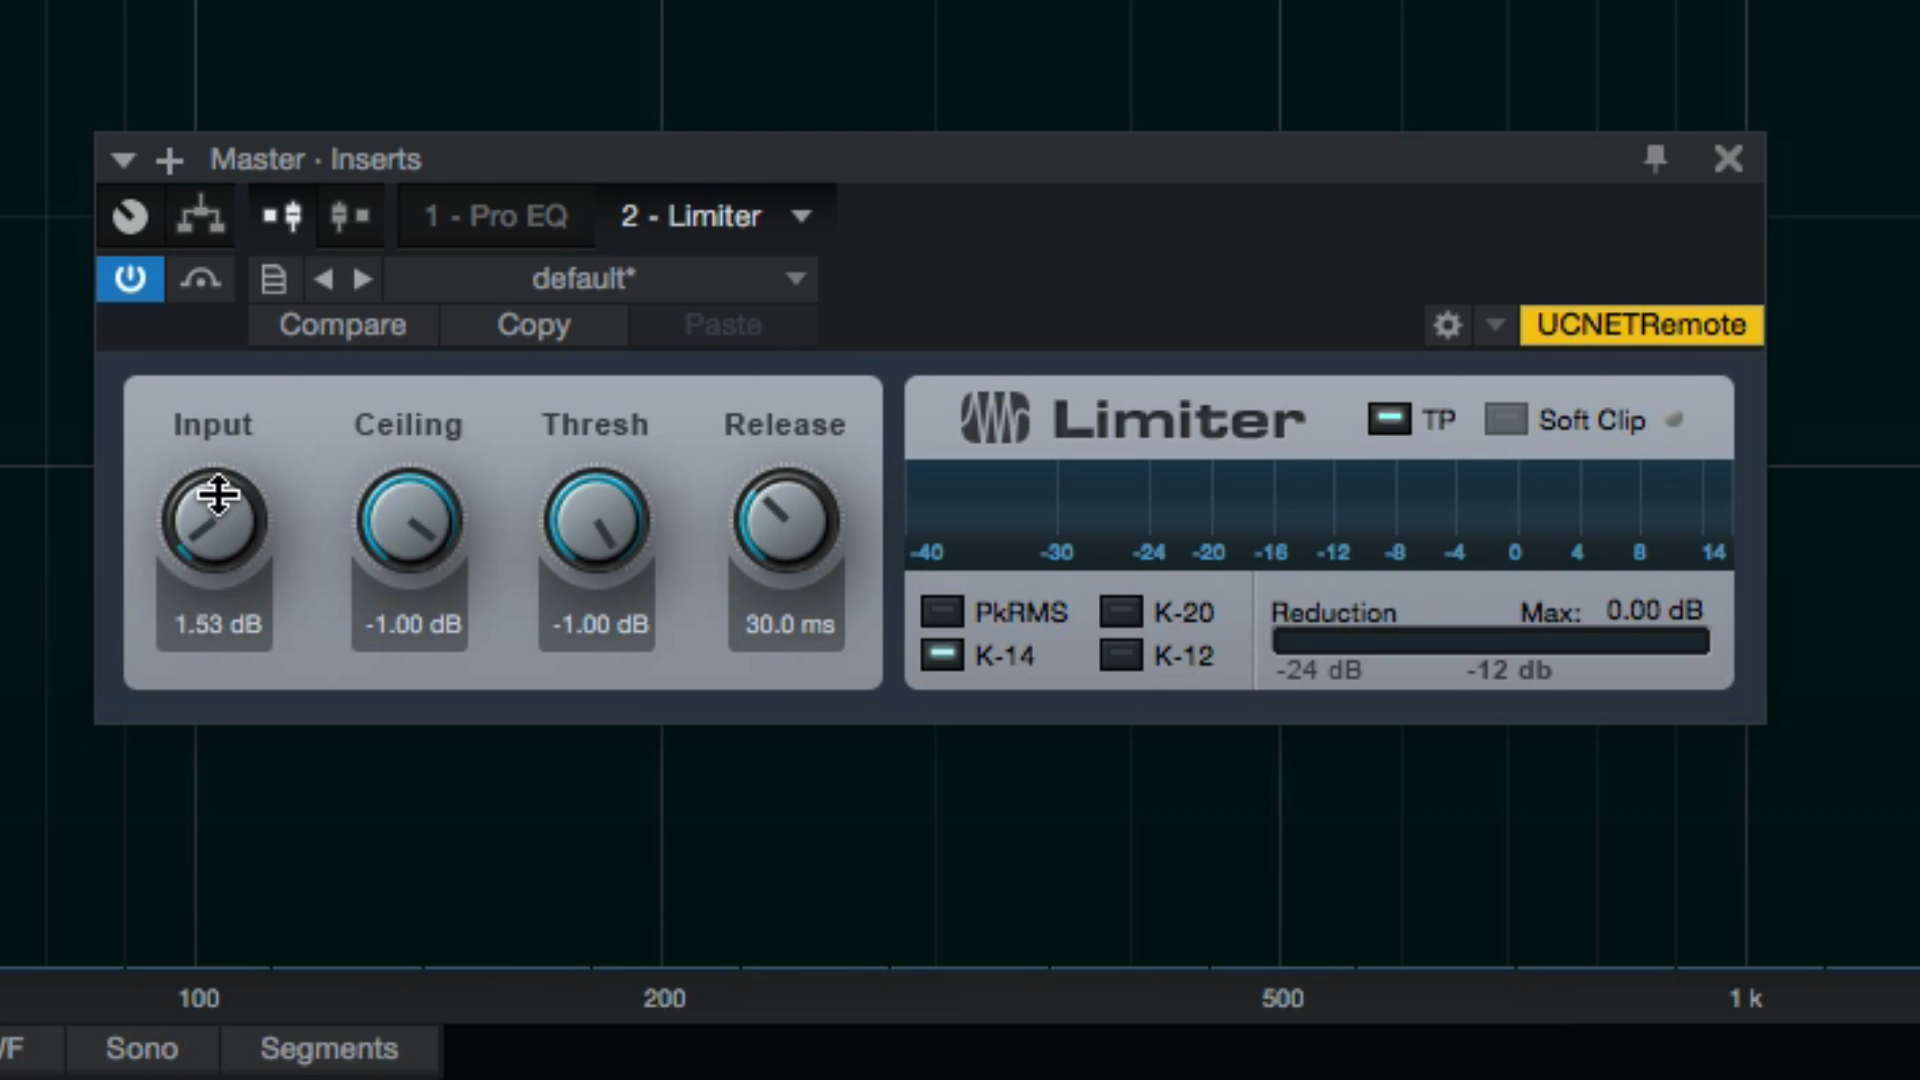 Master · Inserts
1 - Pro EQ
2 - Limiter
default*
Compare
Copy
Paste
UCNETRemote
Input
Ceiling
Thresh
Release
1.53 dB
-1.00 dB
-1.00 dB
30.0 ms
Limiter
TP
Soft Clip
-40 -30 -24 -20 -16 -12 -8 -4 0 4 8 14
PkRMS
K-20
K-14
K-12
Reduction
Max: 0.00 dB
-24 dB
-12 db
100 200 500 1k
Sono
Segments